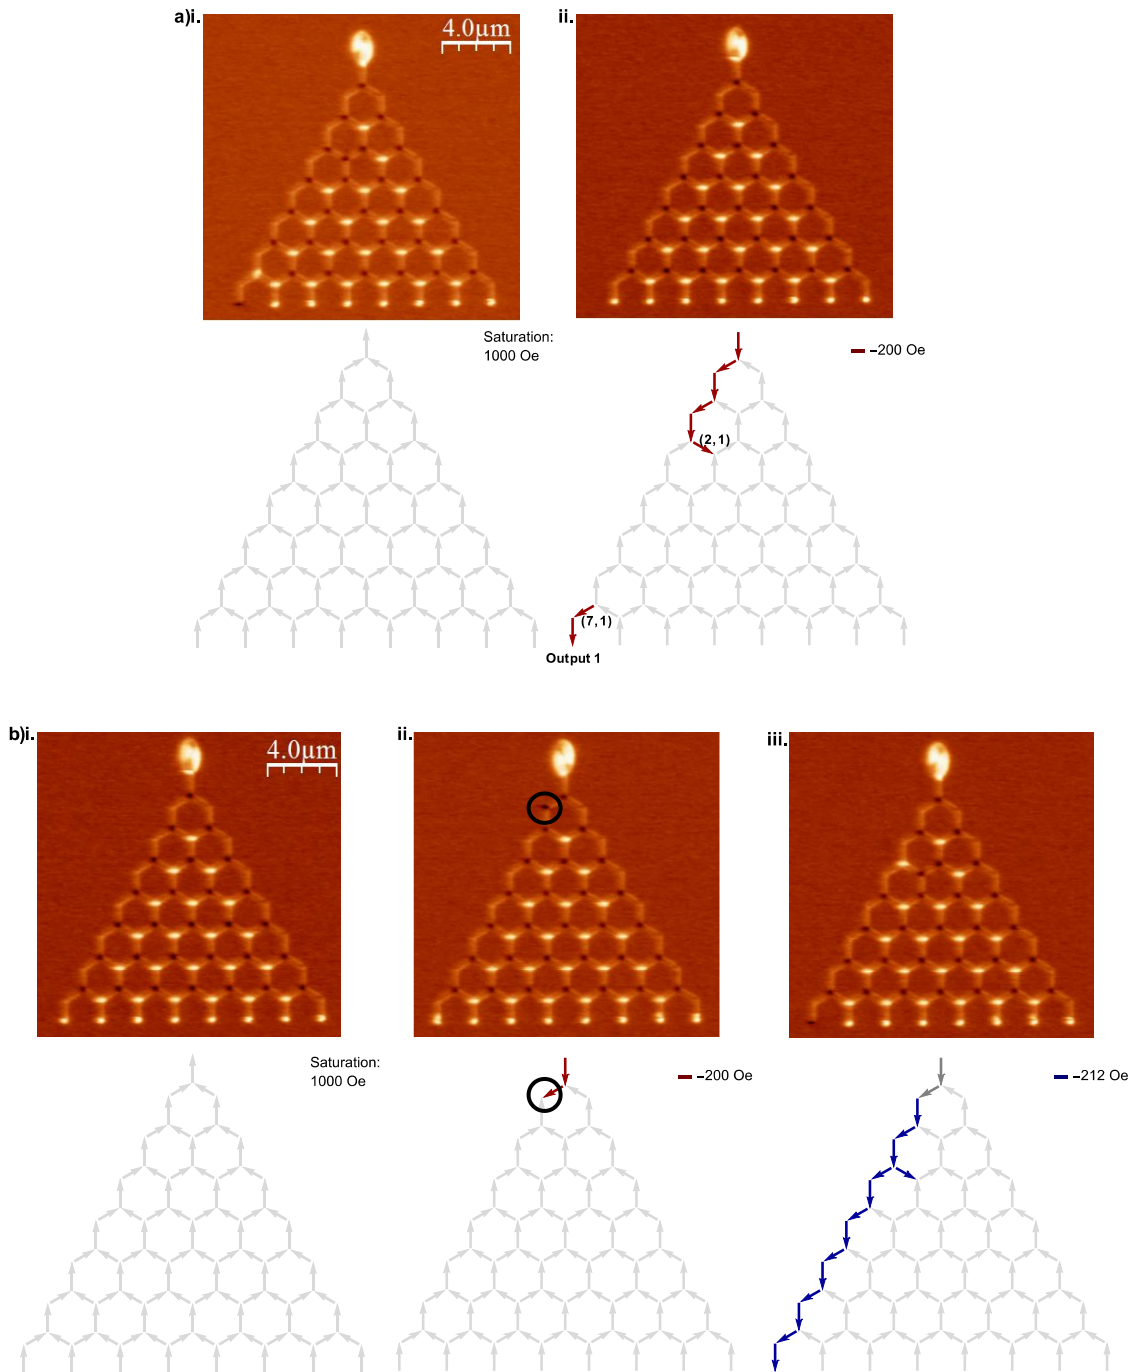 a)i.
4.0µm
ii.
Saturation:
1000 Oe
–200 Oe
(2,1)
(7,1)
Output 1
b)i.
4.0µm
ii.
iii.
Saturation:
1000 Oe
–200 Oe
–212 Oe